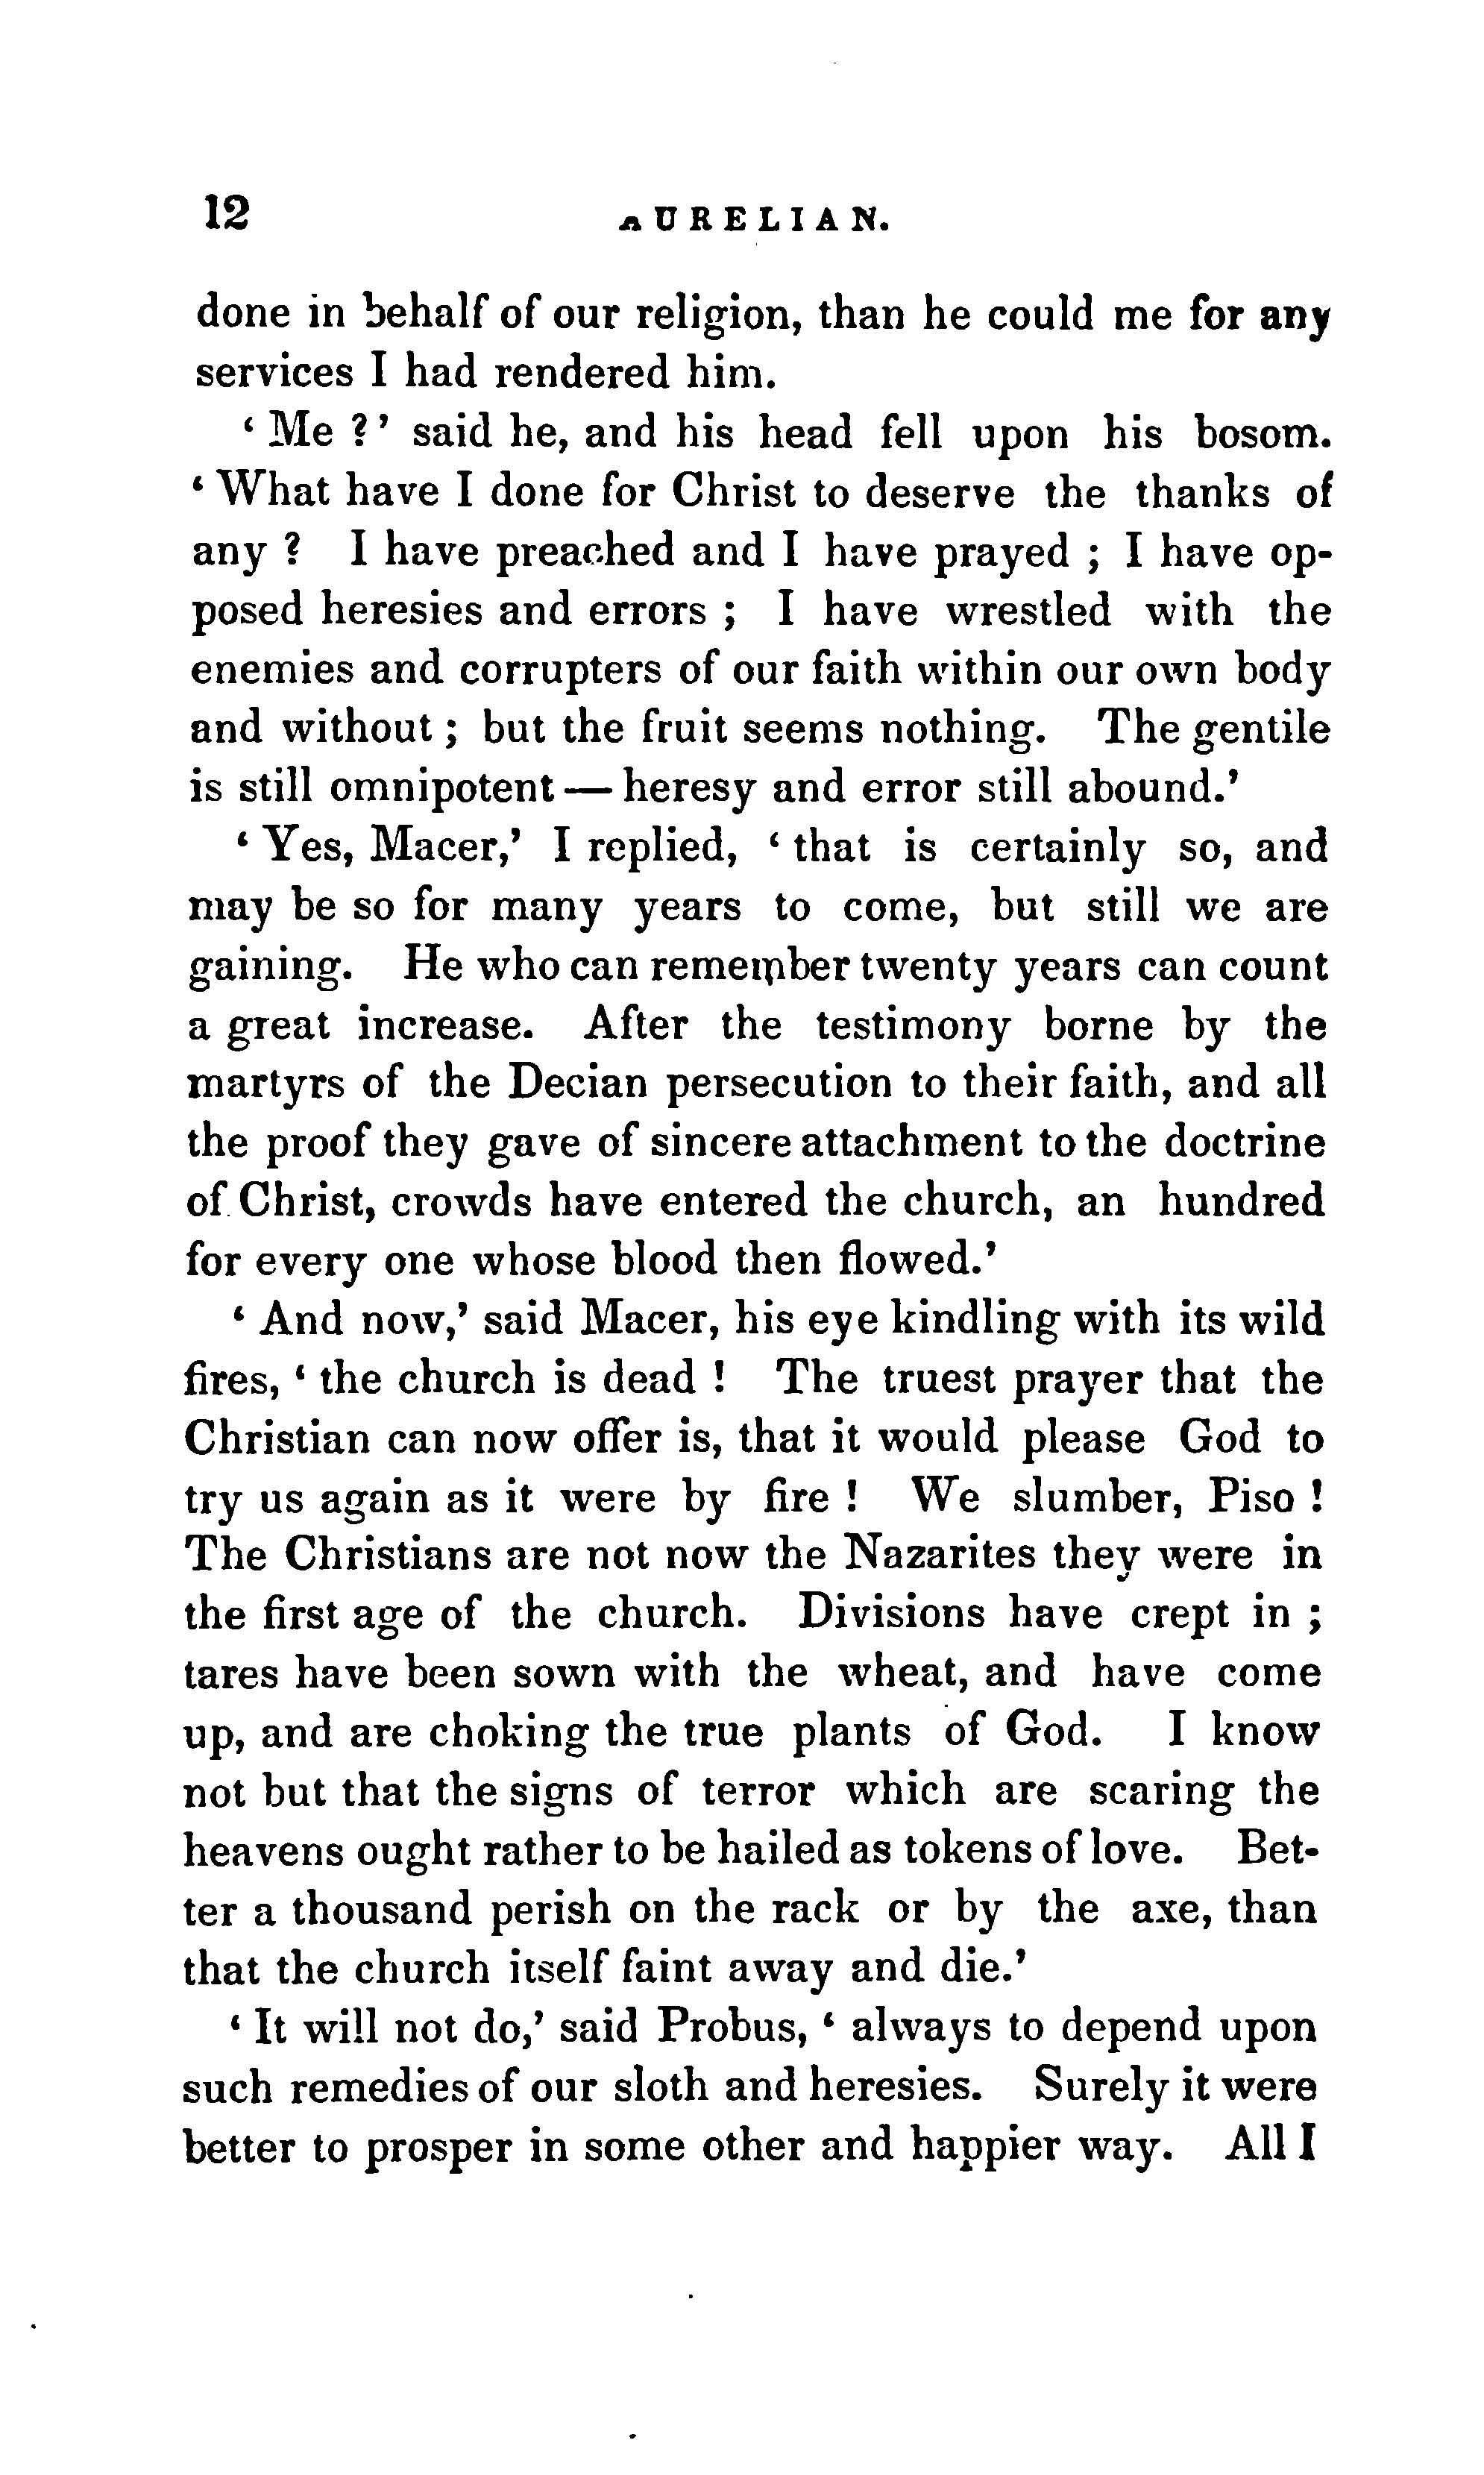 12 AURELIAN.
done in behalf of our religion, than he could me for any
services I had rendered him.
‘ Me ?’ said he, and his head fell upon his bosom.
‘ What have I done for Christ to deserve the thanks of
any ? I have preached and I have prayed ; I have op-
posed heresies and errors ; I have wrestled with the
enemies and corrupters of our faith within our own body
and without ; but the fruit seems nothing. The gentile
is still omnipotent — heresy and error still abound.’
‘ Yes, Macer,’ I replied, ‘ that is certainly so, and
may be so for many years to come, but still we are
gaining. He who can remember twenty years can count
a great increase. After the testimony borne by the
martyrs of the Decian persecution to their faith, and all
the proof they gave of sincere attachment to the doctrine
of Christ, crowds have entered the church, an hundred
for every one whose blood then flowed.’
‘ And now,’ said Macer, his eye kindling with its wild
fires, ‘ the church is dead ! The truest prayer that the
Christian can now offer is, that it would please God to
try us again as it were by fire ! We slumber, Piso !
The Christians are not now the Nazarites they were in
the first age of the church. Divisions have crept in ;
tares have been sown with the wheat, and have come
up, and are choking the true plants of God. I know
not but that the signs of terror which are scaring the
heavens ought rather to be hailed as tokens of love. Bet-
ter a thousand perish on the rack or by the axe, than
that the church itself faint away and die.’
‘ It will not do,’ said Probus, ‘ always to depend upon
such remedies of our sloth and heresies. Surely it were
better to prosper in some other and happier way. All I